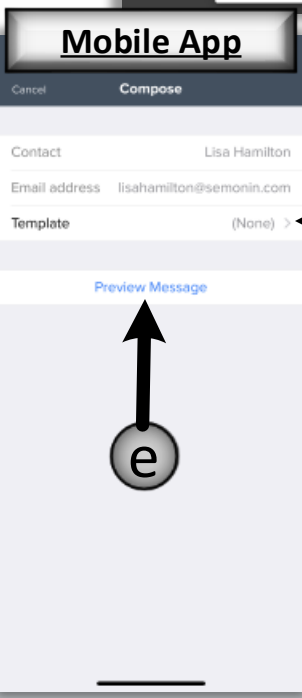 Mobile App
Cancel Compose
Contact Lisa Hamilton
Email address lisahamilton@semonin.com
Template (None) >
Preview Message
e